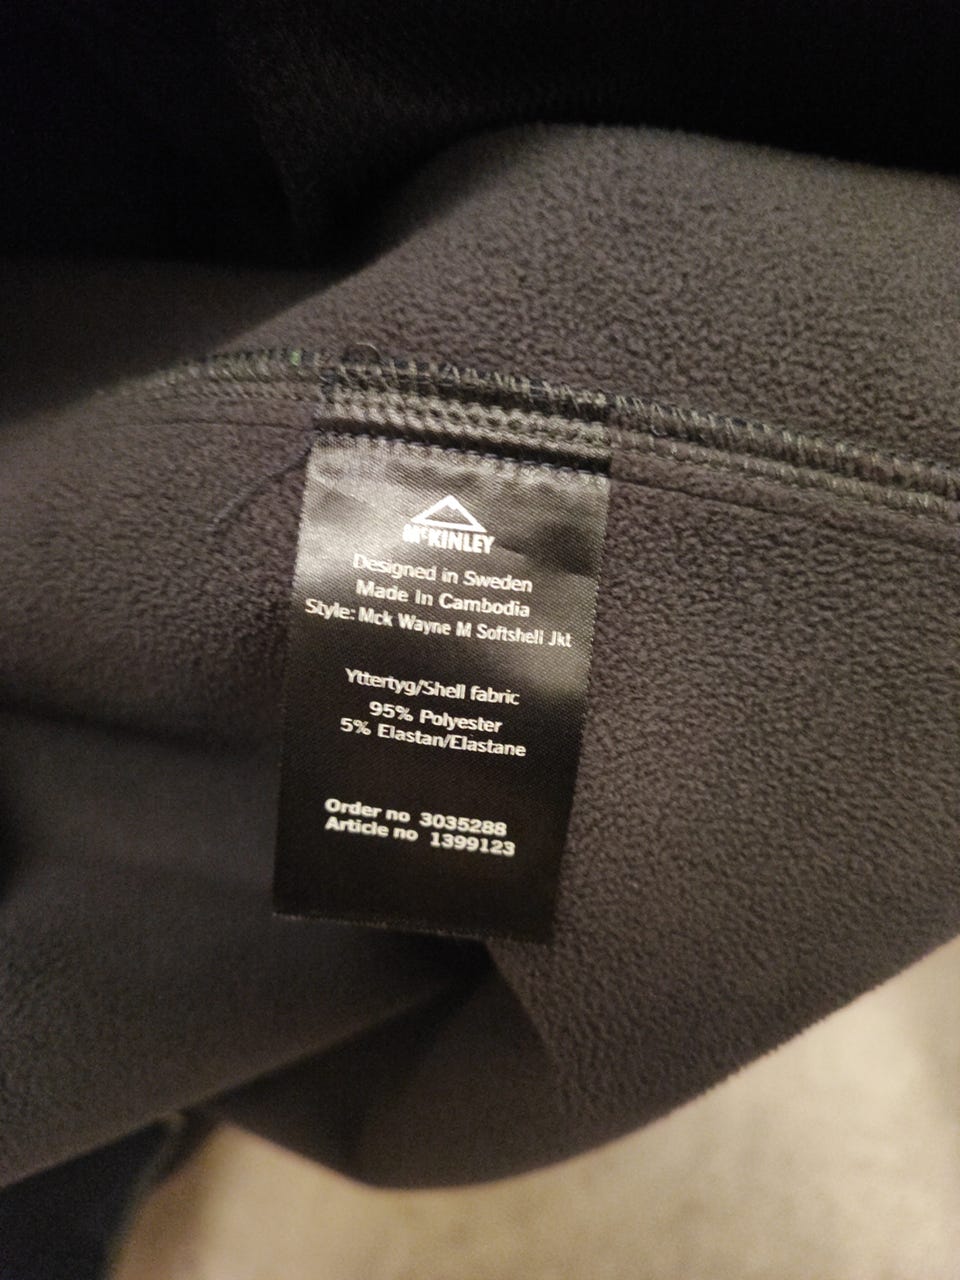 McKINLEY
Designed in Sweden
Made In Cambodia
Style: Mck Wayne M Softshell Jkt
Yttertyg/Shell fabric
95% Polyester
5% Elastan/Elastane
Order no 3035288
Article no 1399123